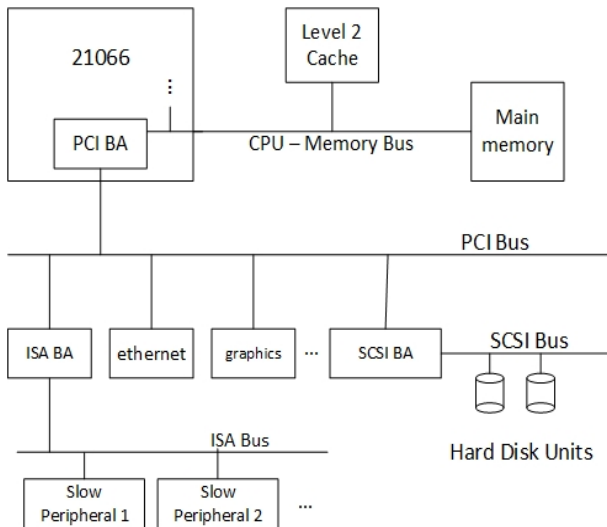 21066
...
Level 2
Cache
PCI BA
CPU – Memory Bus
Main
memory
PCI Bus
ISA BA
ethernet
graphics
...
SCSI BA
SCSI Bus
Hard Disk Units
ISA Bus
Slow
Peripheral 1
Slow
Peripheral 2
...